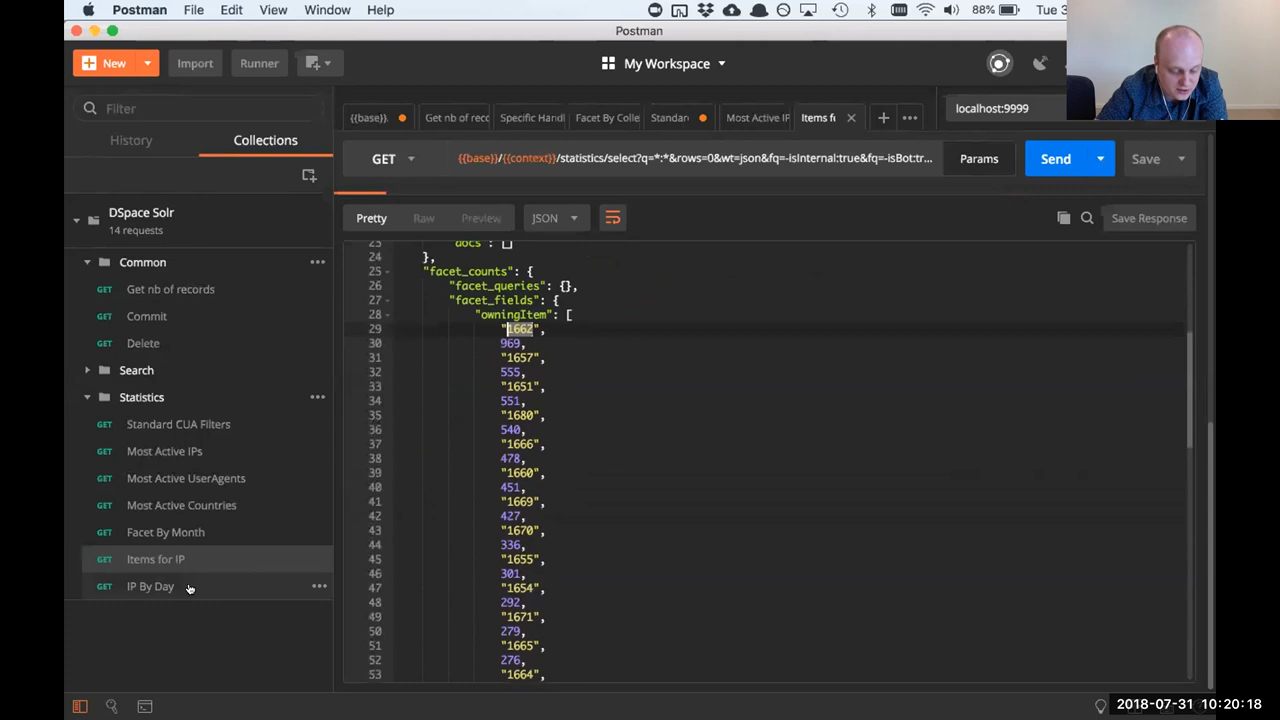 Postman File Edit View Window Help 88% Tue 3
Postman
New Import Runner My Workspace
Filter
History Collections
DSpace Solr
14 requests
Common
GET Get nb of records
GET Commit
GET Delete
Search
Statistics
GET Standard CUA Filters
GET Most Active IPs
GET Most Active UserAgents
GET Most Active Countries
GET Facet By Month
GET Items for IP
GET IP By Day
{{base}}. Get nb of reco Specific Handl Facet By Colle Standar Most Active IP Items fo localhost:9999
GET {{base}}/{{context}}/statistics/select?q=*:*&rows=0&wt=json&fq=-isInternal:true&fq=-isBot:tr... Params Send Save
Pretty Raw Preview JSON Save Response
23 "docs": []
24 },
25 "facet_counts": {
26 "facet_queries": {},
27 "facet_fields": {
28 "owningItem": [
29 "1662",
30 969,
31 "1657",
32 555,
33 "1651",
34 551,
35 "1680",
36 540,
37 "1666",
38 478,
39 "1660",
40 451,
41 "1669",
42 427,
43 "1670",
44 336,
45 "1655",
46 301,
47 "1654",
48 292,
49 "1671",
50 279,
51 "1665",
52 276,
53 "1664",
2018-07-31 10:20:18